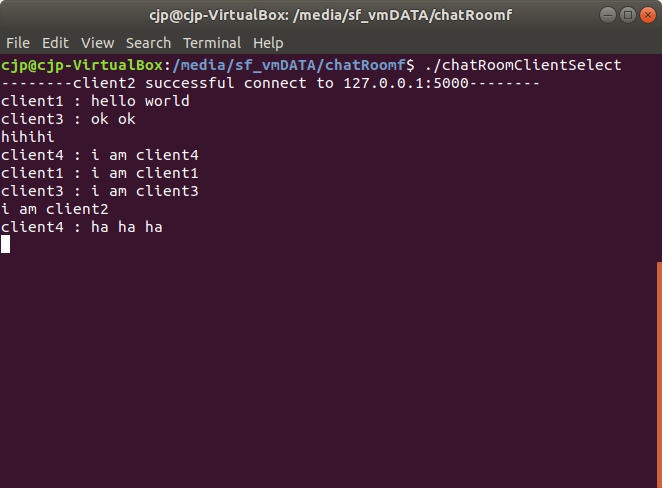 cjp@cjp-VirtualBox: /media/sf_vmDATA/chatRoomf
File Edit View Search Terminal Help
cjp@cjp-VirtualBox:/media/sf_vmDATA/chatRoomf$ ./chatRoomClientSelect
--------client2 successful connect to 127.0.0.1:5000--------
client1 : hello world
client3 : ok ok
hihihi
client4 : i am client4
client1 : i am client1
client3 : i am client3
i am client2
client4 : ha ha ha